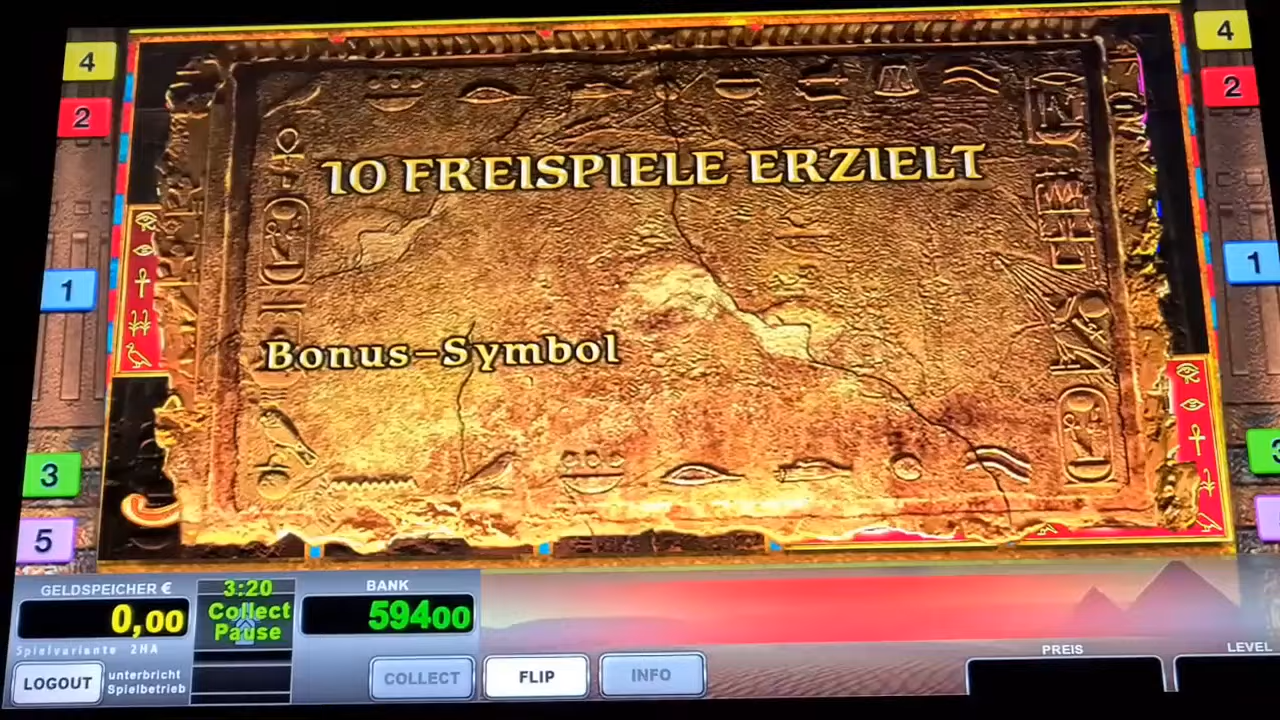 4
4
2
2
10 FREISPIELE ERZIELT
1
1
Bonus-Symbol
3
3
5
GELDSPEICHER €
3:20
BANK
0,00
Collect
59400
Pause
Spielvariante 2HA
PREIS
LEVEL
LOGOUT
unterbricht
Spielbetrieb
COLLECT
FLIP
INFO